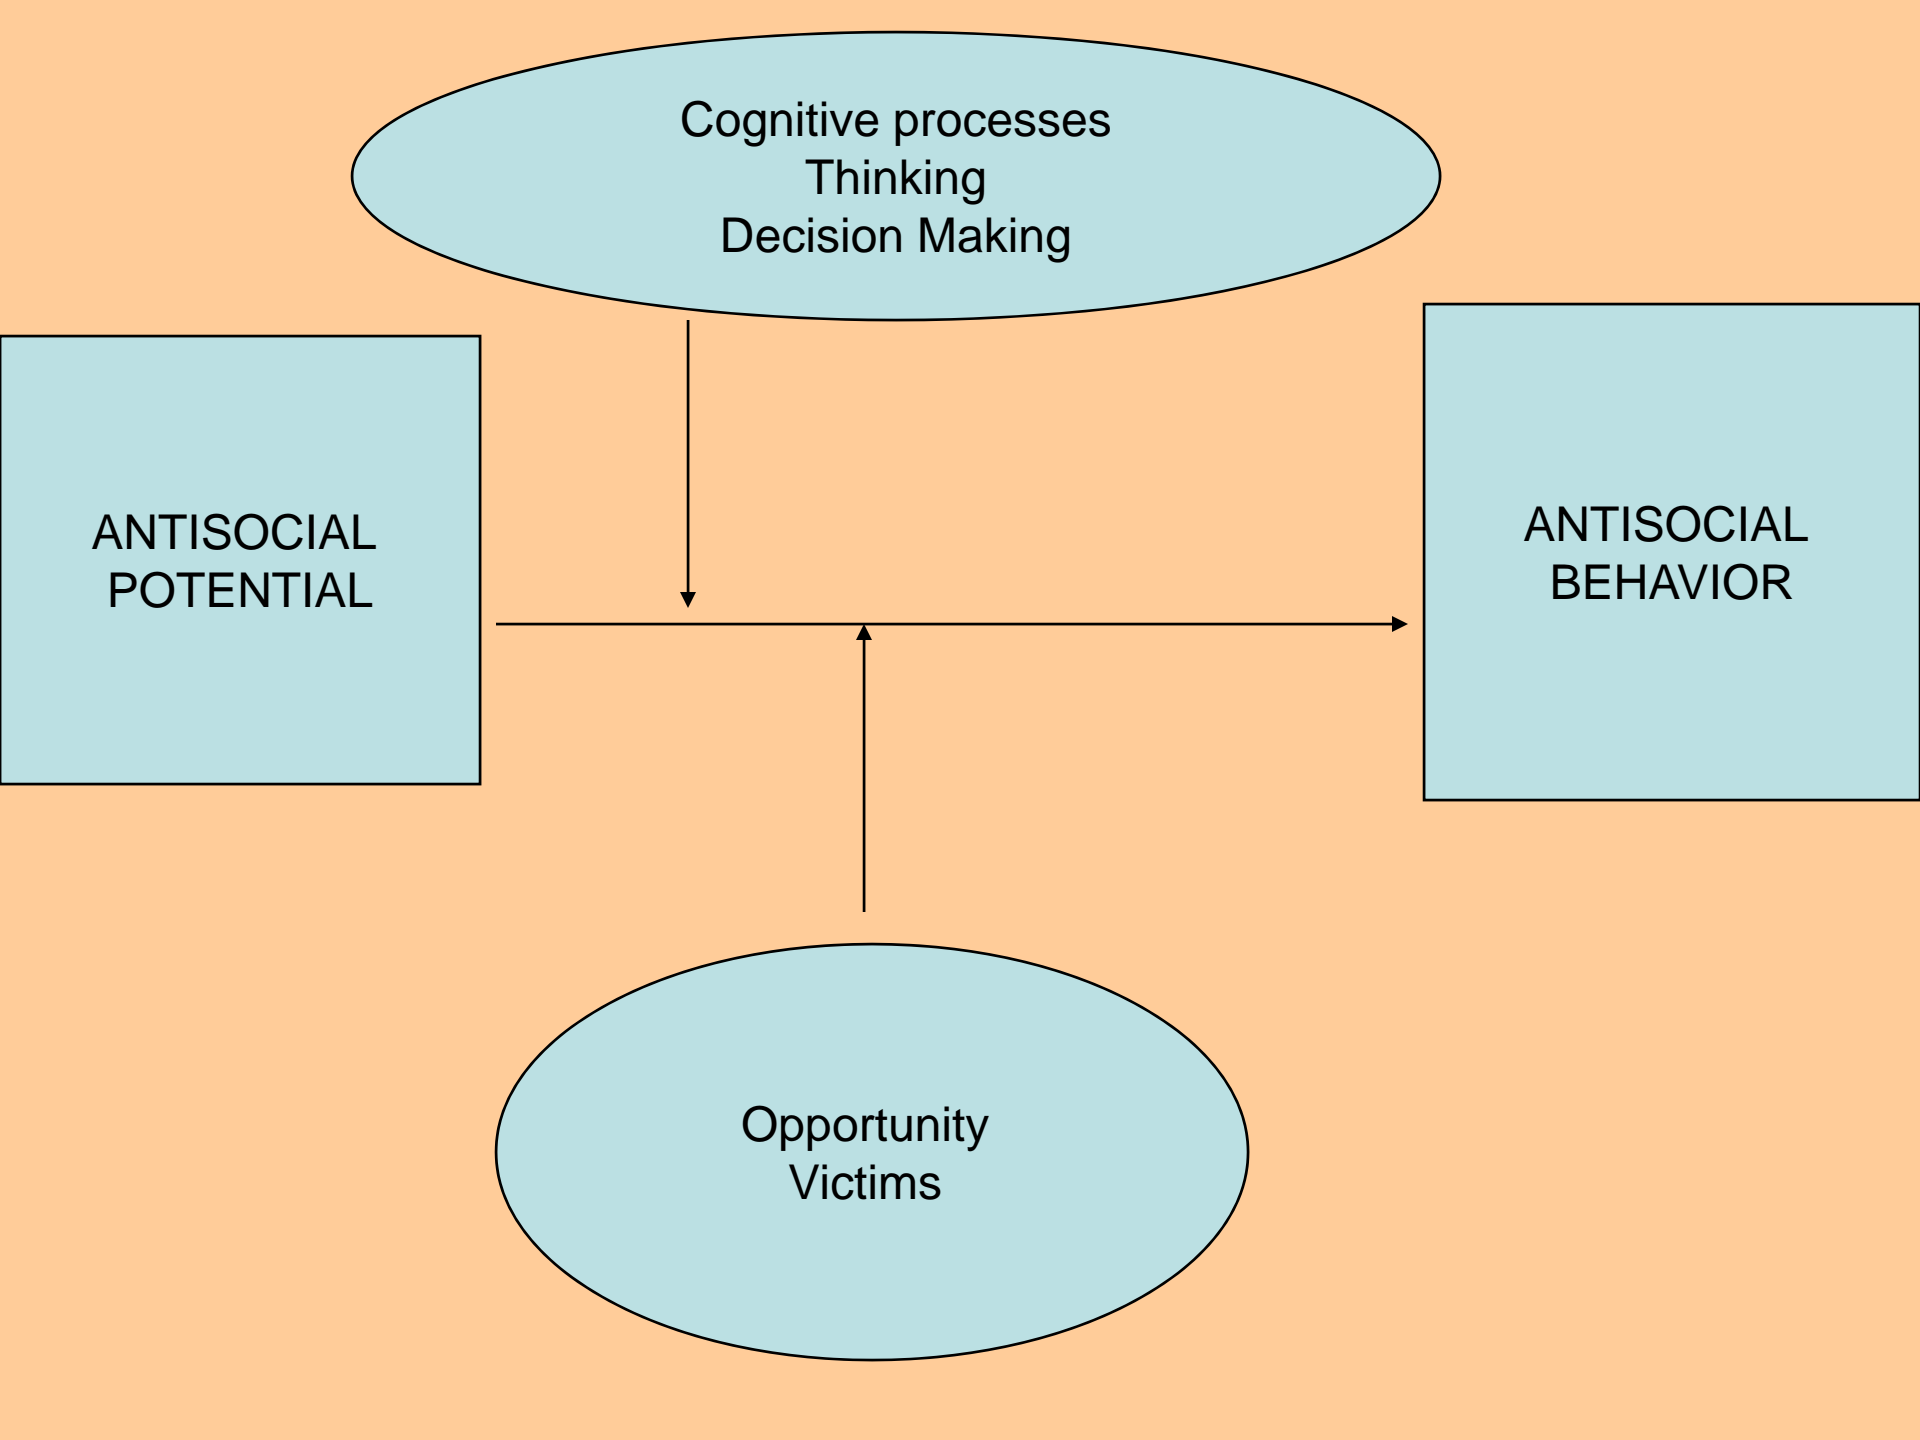 Cognitive processes
Thinking
Decision Making
ANTISOCIAL
POTENTIAL
ANTISOCIAL
BEHAVIOR
Opportunity
Victims